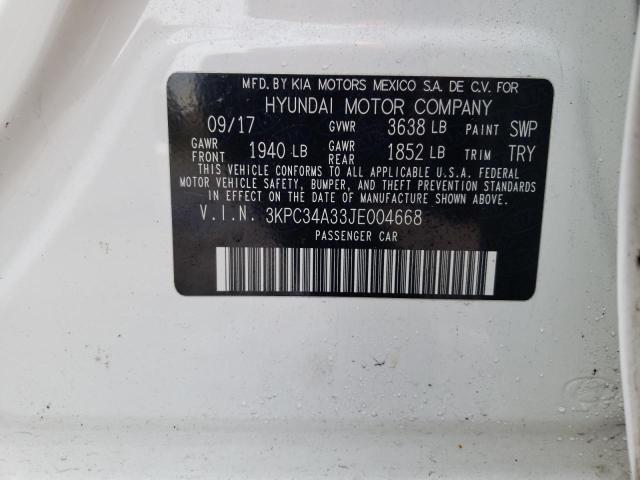 MFD. BY KIA MOTORS MEXICO S.A. DE C.V. FOR
HYUNDAI MOTOR COMPANY
09/17 GVWR 3638 LB PAINT SWP
GAWR FRONT 1940 LB GAWR REAR 1852 LB TRIM TRY
THIS VEHICLE CONFORMS TO ALL APPLICABLE U.S.A. FEDERAL
MOTOR VEHICLE SAFETY, BUMPER, AND THEFT PREVENTION STANDARDS
IN EFFECT ON THE DATE OF MANUFACTURE SHOWN ABOVE.
V.I.N. 3KPC34A33JE004668
PASSENGER CAR